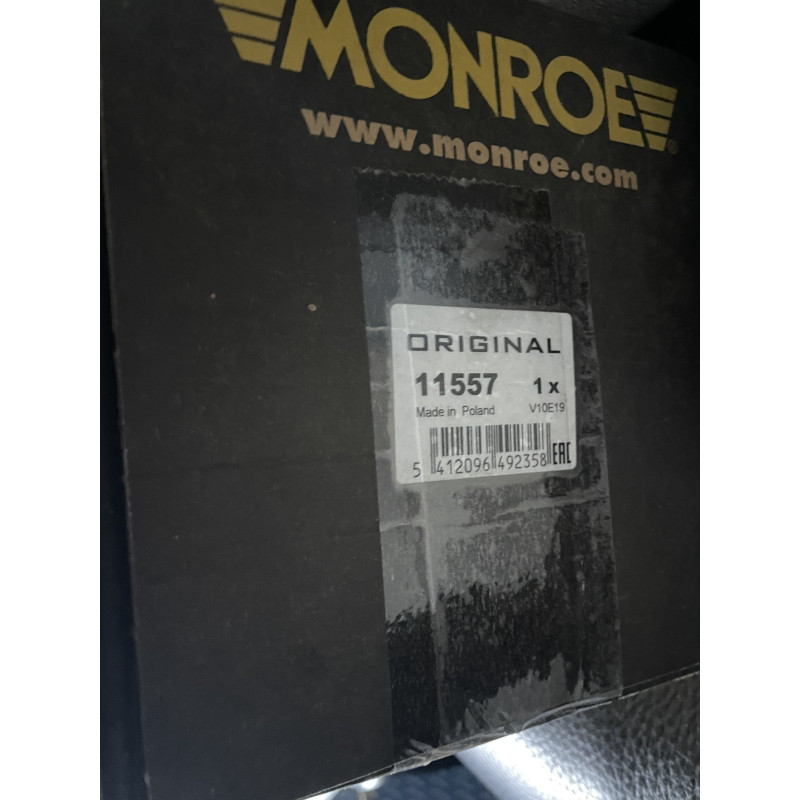 MONROE®
www.monroe.com
ORIGINAL
11557 1 x
Made in Poland V10E19
5 412096 492358 EAC